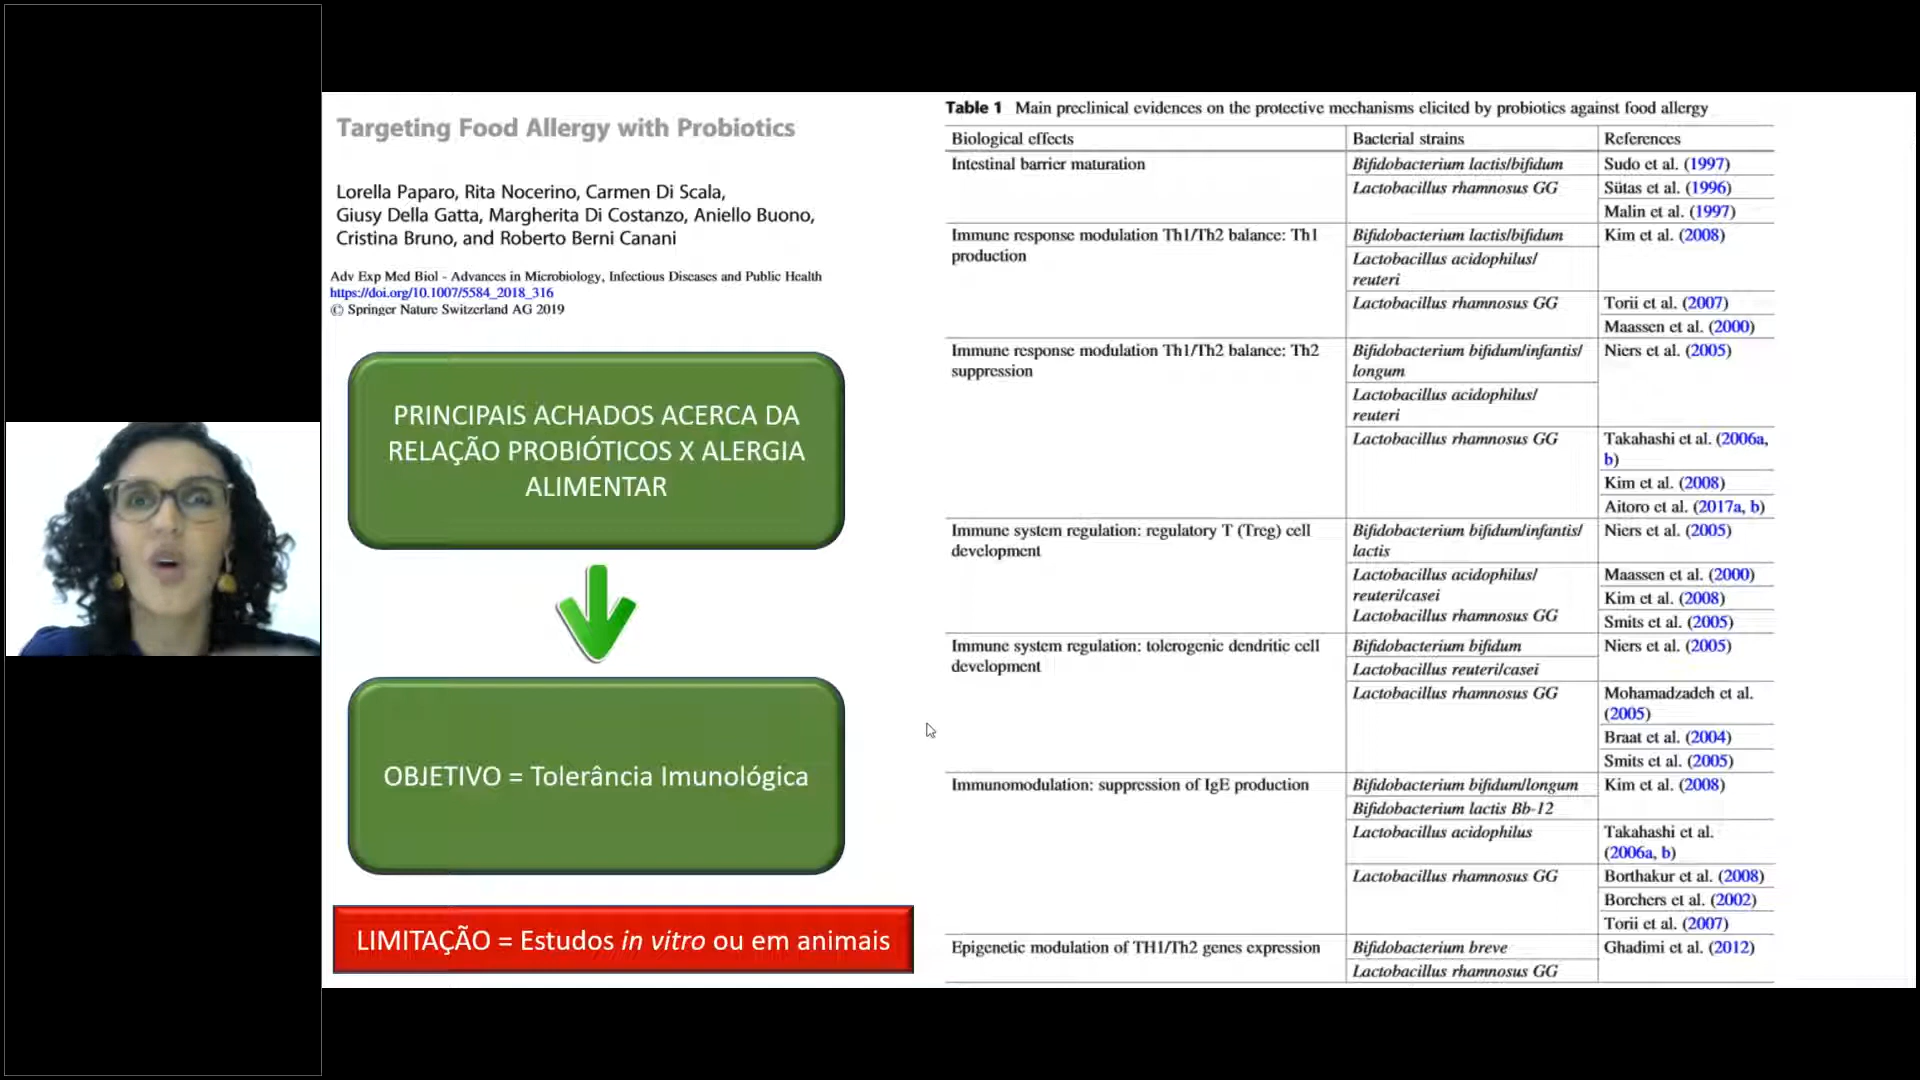 Targeting Food Allergy with Probiotics
Lorella Paparo, Rita Nocerino, Carmen Di Scala,
Giusy Della Gatta, Margherita Di Costanzo, Aniello Buono,
Cristina Bruno, and Roberto Berni Canani
Adv Exp Med Biol - Advances in Microbiology, Infectious Diseases and Public Health
https://doi.org/10.1007/5584_2018_316
© Springer Nature Switzerland AG 2019
PRINCIPAIS ACHADOS ACERCA DA
RELAÇÃO PROBIÓTICOS X ALERGIA
ALIMENTAR
OBJETIVO = Tolerância Imunológica
LIMITAÇÃO = Estudos in vitro ou em animais
Table 1 Main preclinical evidences on the protective mechanisms elicited by probiotics against food allergy
Biological effects Bacterial strains References
Intestinal barrier maturation Bifidobacterium lactis/bifidum Sudo et al. (1997)
Lactobacillus rhamnosus GG Sütas et al. (1996)
Malin et al. (1997)
Immune response modulation Th1/Th2 balance: Th1 Bifidobacterium lactis/bifidum Kim et al. (2008)
production Lactobacillus acidophilus/
reuteri
Lactobacillus rhamnosus GG Torii et al. (2007)
Maassen et al. (2000)
Immune response modulation Th1/Th2 balance: Th2 Bifidobacterium bifidum/infantis/ Niers et al. (2005)
suppression longum
Lactobacillus acidophilus/
reuteri
Lactobacillus rhamnosus GG Takahashi et al. (2006a,
b)
Kim et al. (2008)
Aitoro et al. (2017a, b)
Immune system regulation: regulatory T (Treg) cell Bifidobacterium bifidum/infantis/ Niers et al. (2005)
development lactis
Lactobacillus acidophilus/ Maassen et al. (2000)
reuteri/casei Kim et al. (2008)
Lactobacillus rhamnosus GG Smits et al. (2005)
Immune system regulation: tolerogenic dendritic cell Bifidobacterium bifidum Niers et al. (2005)
development Lactobacillus reuteri/casei
Lactobacillus rhamnosus GG Mohamadzadeh et al.
(2005)
Braat et al. (2004)
Smits et al. (2005)
Immunomodulation: suppression of IgE production Bifidobacterium bifidum/longum Kim et al. (2008)
Bifidobacterium lactis Bb-12
Lactobacillus acidophilus Takahashi et al.
(2006a, b)
Lactobacillus rhamnosus GG Borthakur et al. (2008)
Borchers et al. (2002)
Torii et al. (2007)
Epigenetic modulation of TH1/Th2 genes expression Bifidobacterium breve Ghadimi et al. (2012)
Lactobacillus rhamnosus GG